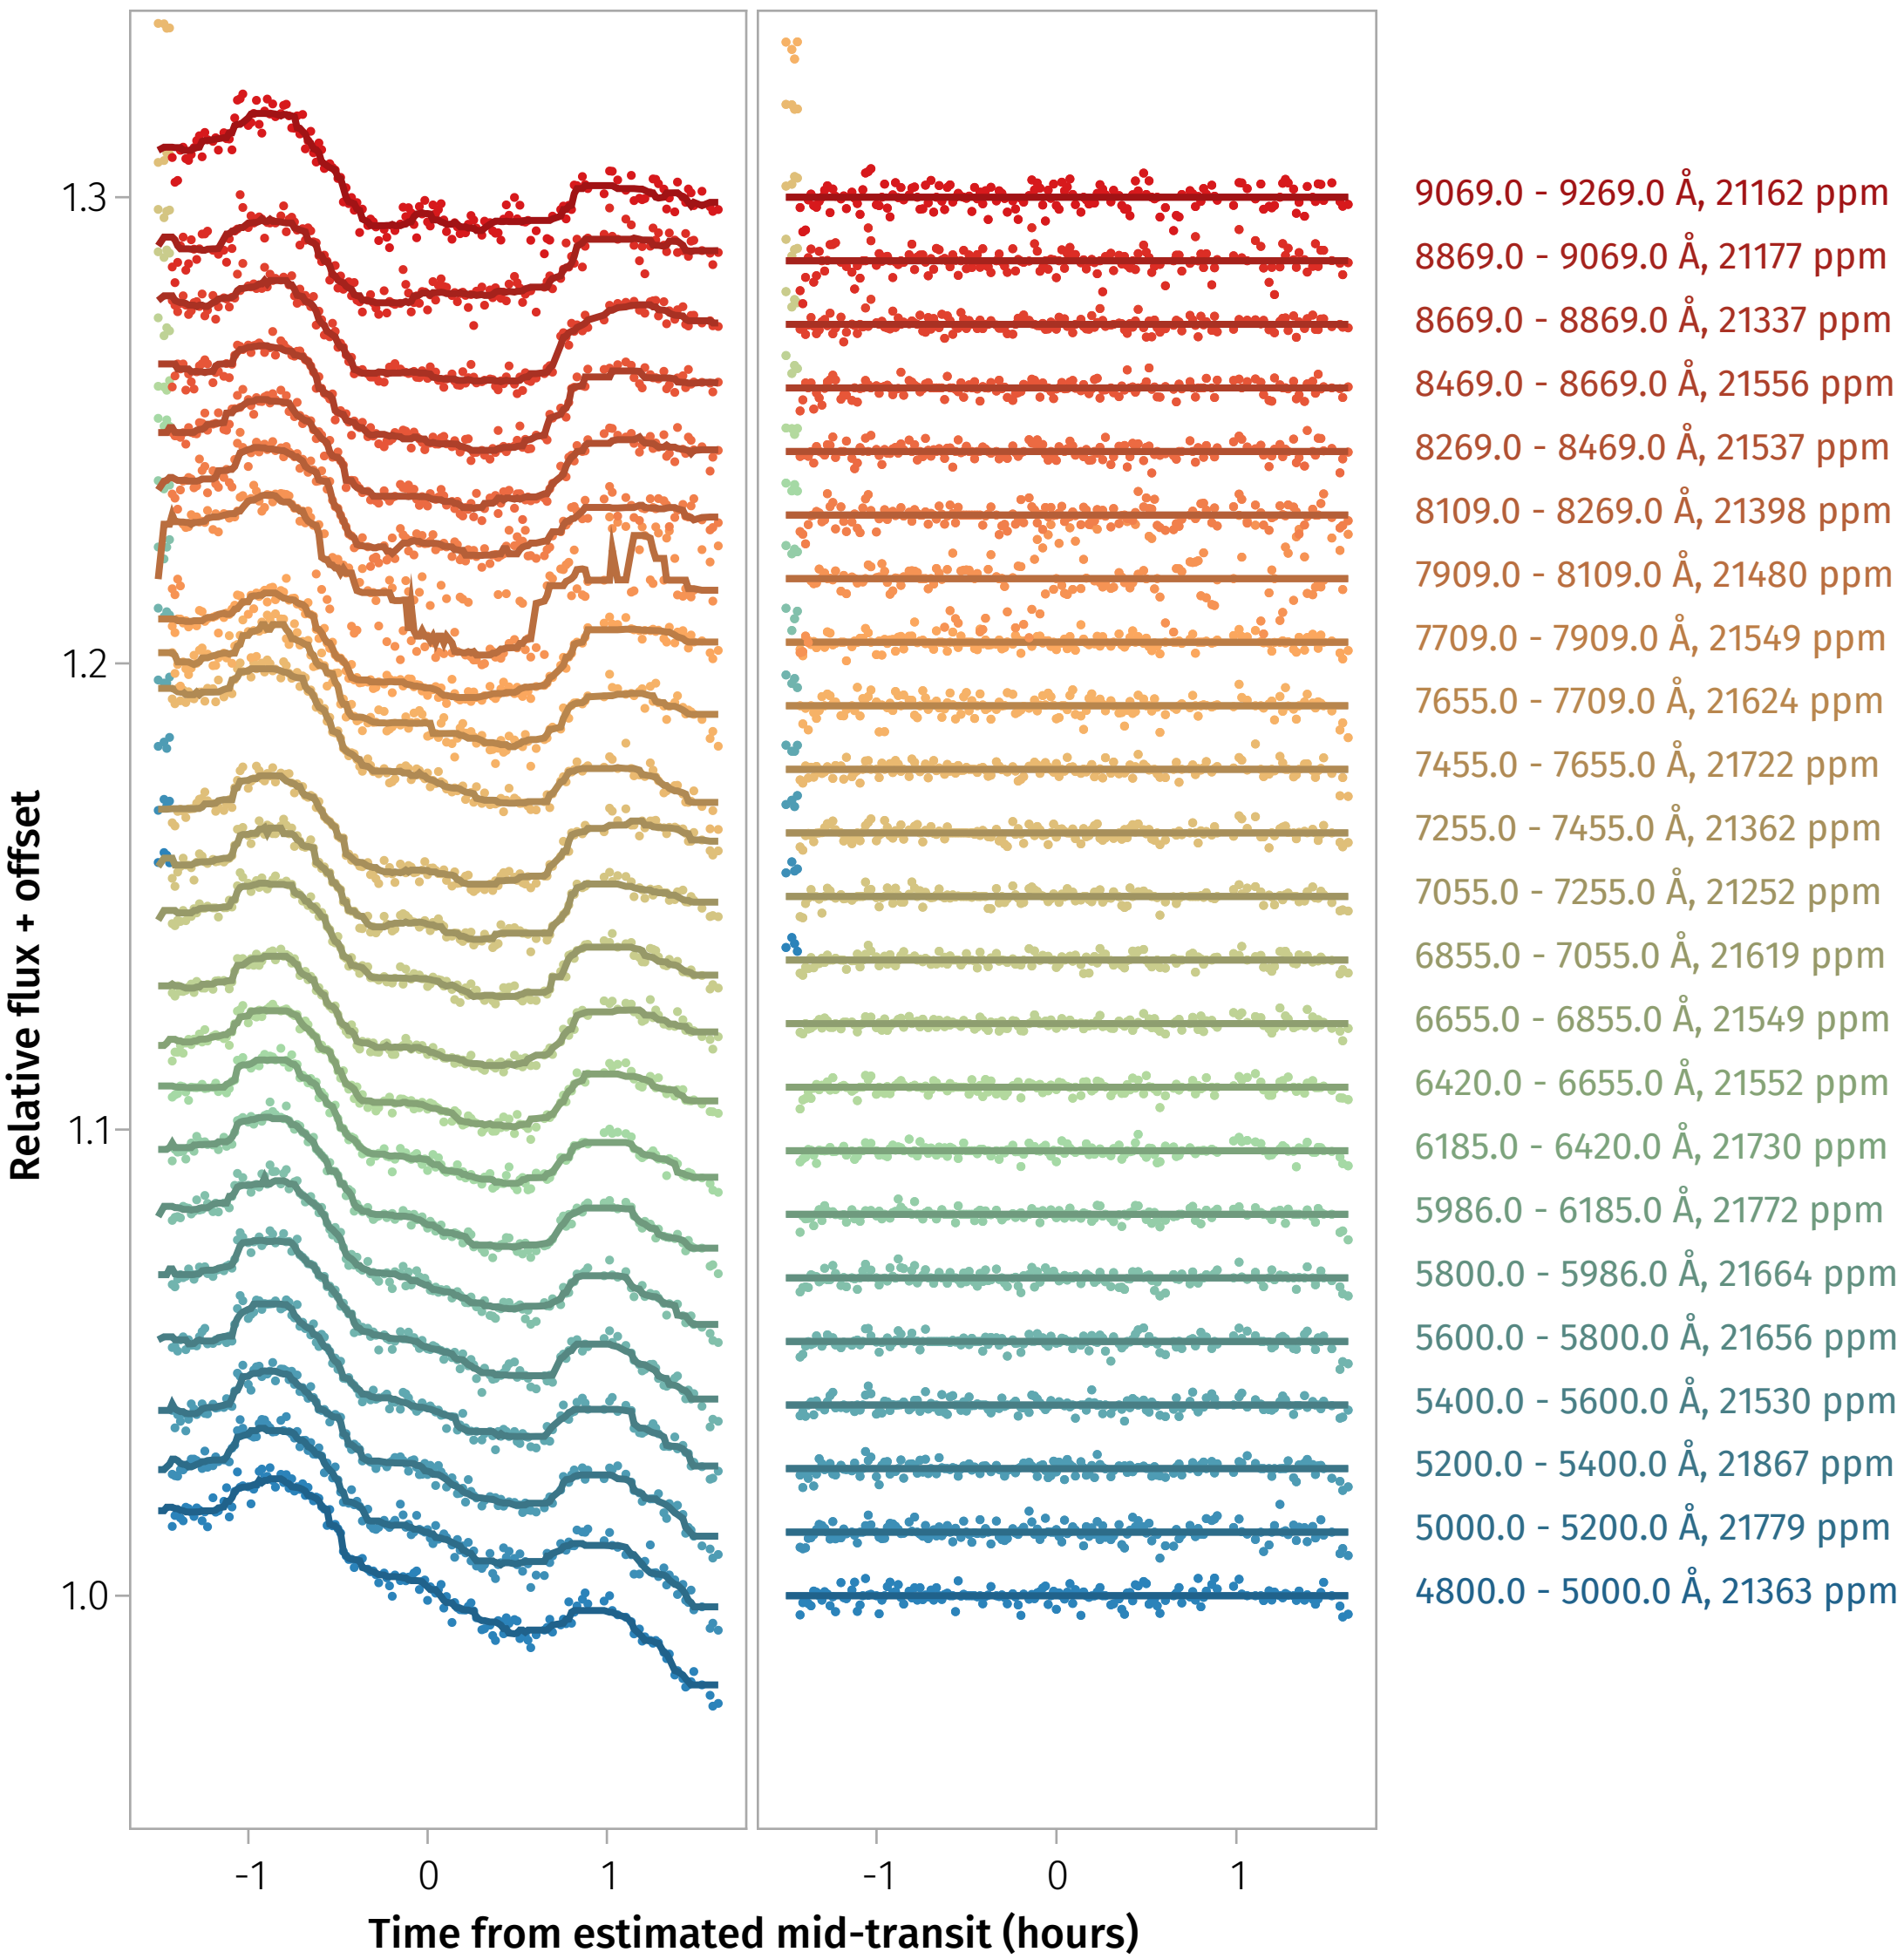 Relative flux + offset
1.3
1.2
1.1
1.0
-1 0 1
-1 0 1
Time from estimated mid-transit (hours)
9069.0 - 9269.0 Å, 21162 ppm
8869.0 - 9069.0 Å, 21177 ppm
8669.0 - 8869.0 Å, 21337 ppm
8469.0 - 8669.0 Å, 21556 ppm
8269.0 - 8469.0 Å, 21537 ppm
8109.0 - 8269.0 Å, 21398 ppm
7909.0 - 8109.0 Å, 21480 ppm
7709.0 - 7909.0 Å, 21549 ppm
7655.0 - 7709.0 Å, 21624 ppm
7455.0 - 7655.0 Å, 21722 ppm
7255.0 - 7455.0 Å, 21362 ppm
7055.0 - 7255.0 Å, 21252 ppm
6855.0 - 7055.0 Å, 21619 ppm
6655.0 - 6855.0 Å, 21549 ppm
6420.0 - 6655.0 Å, 21552 ppm
6185.0 - 6420.0 Å, 21730 ppm
5986.0 - 6185.0 Å, 21772 ppm
5800.0 - 5986.0 Å, 21664 ppm
5600.0 - 5800.0 Å, 21656 ppm
5400.0 - 5600.0 Å, 21530 ppm
5200.0 - 5400.0 Å, 21867 ppm
5000.0 - 5200.0 Å, 21779 ppm
4800.0 - 5000.0 Å, 21363 ppm